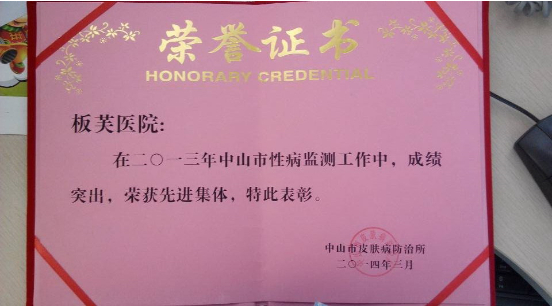 荣誉证书
HONORARY CREDENTIAL
板芙医院:
在二〇一三年中山市性病监测工作中，成绩
突出，荣获先进集体，特此表彰。
中山市皮肤病防治所
二〇一四年三月